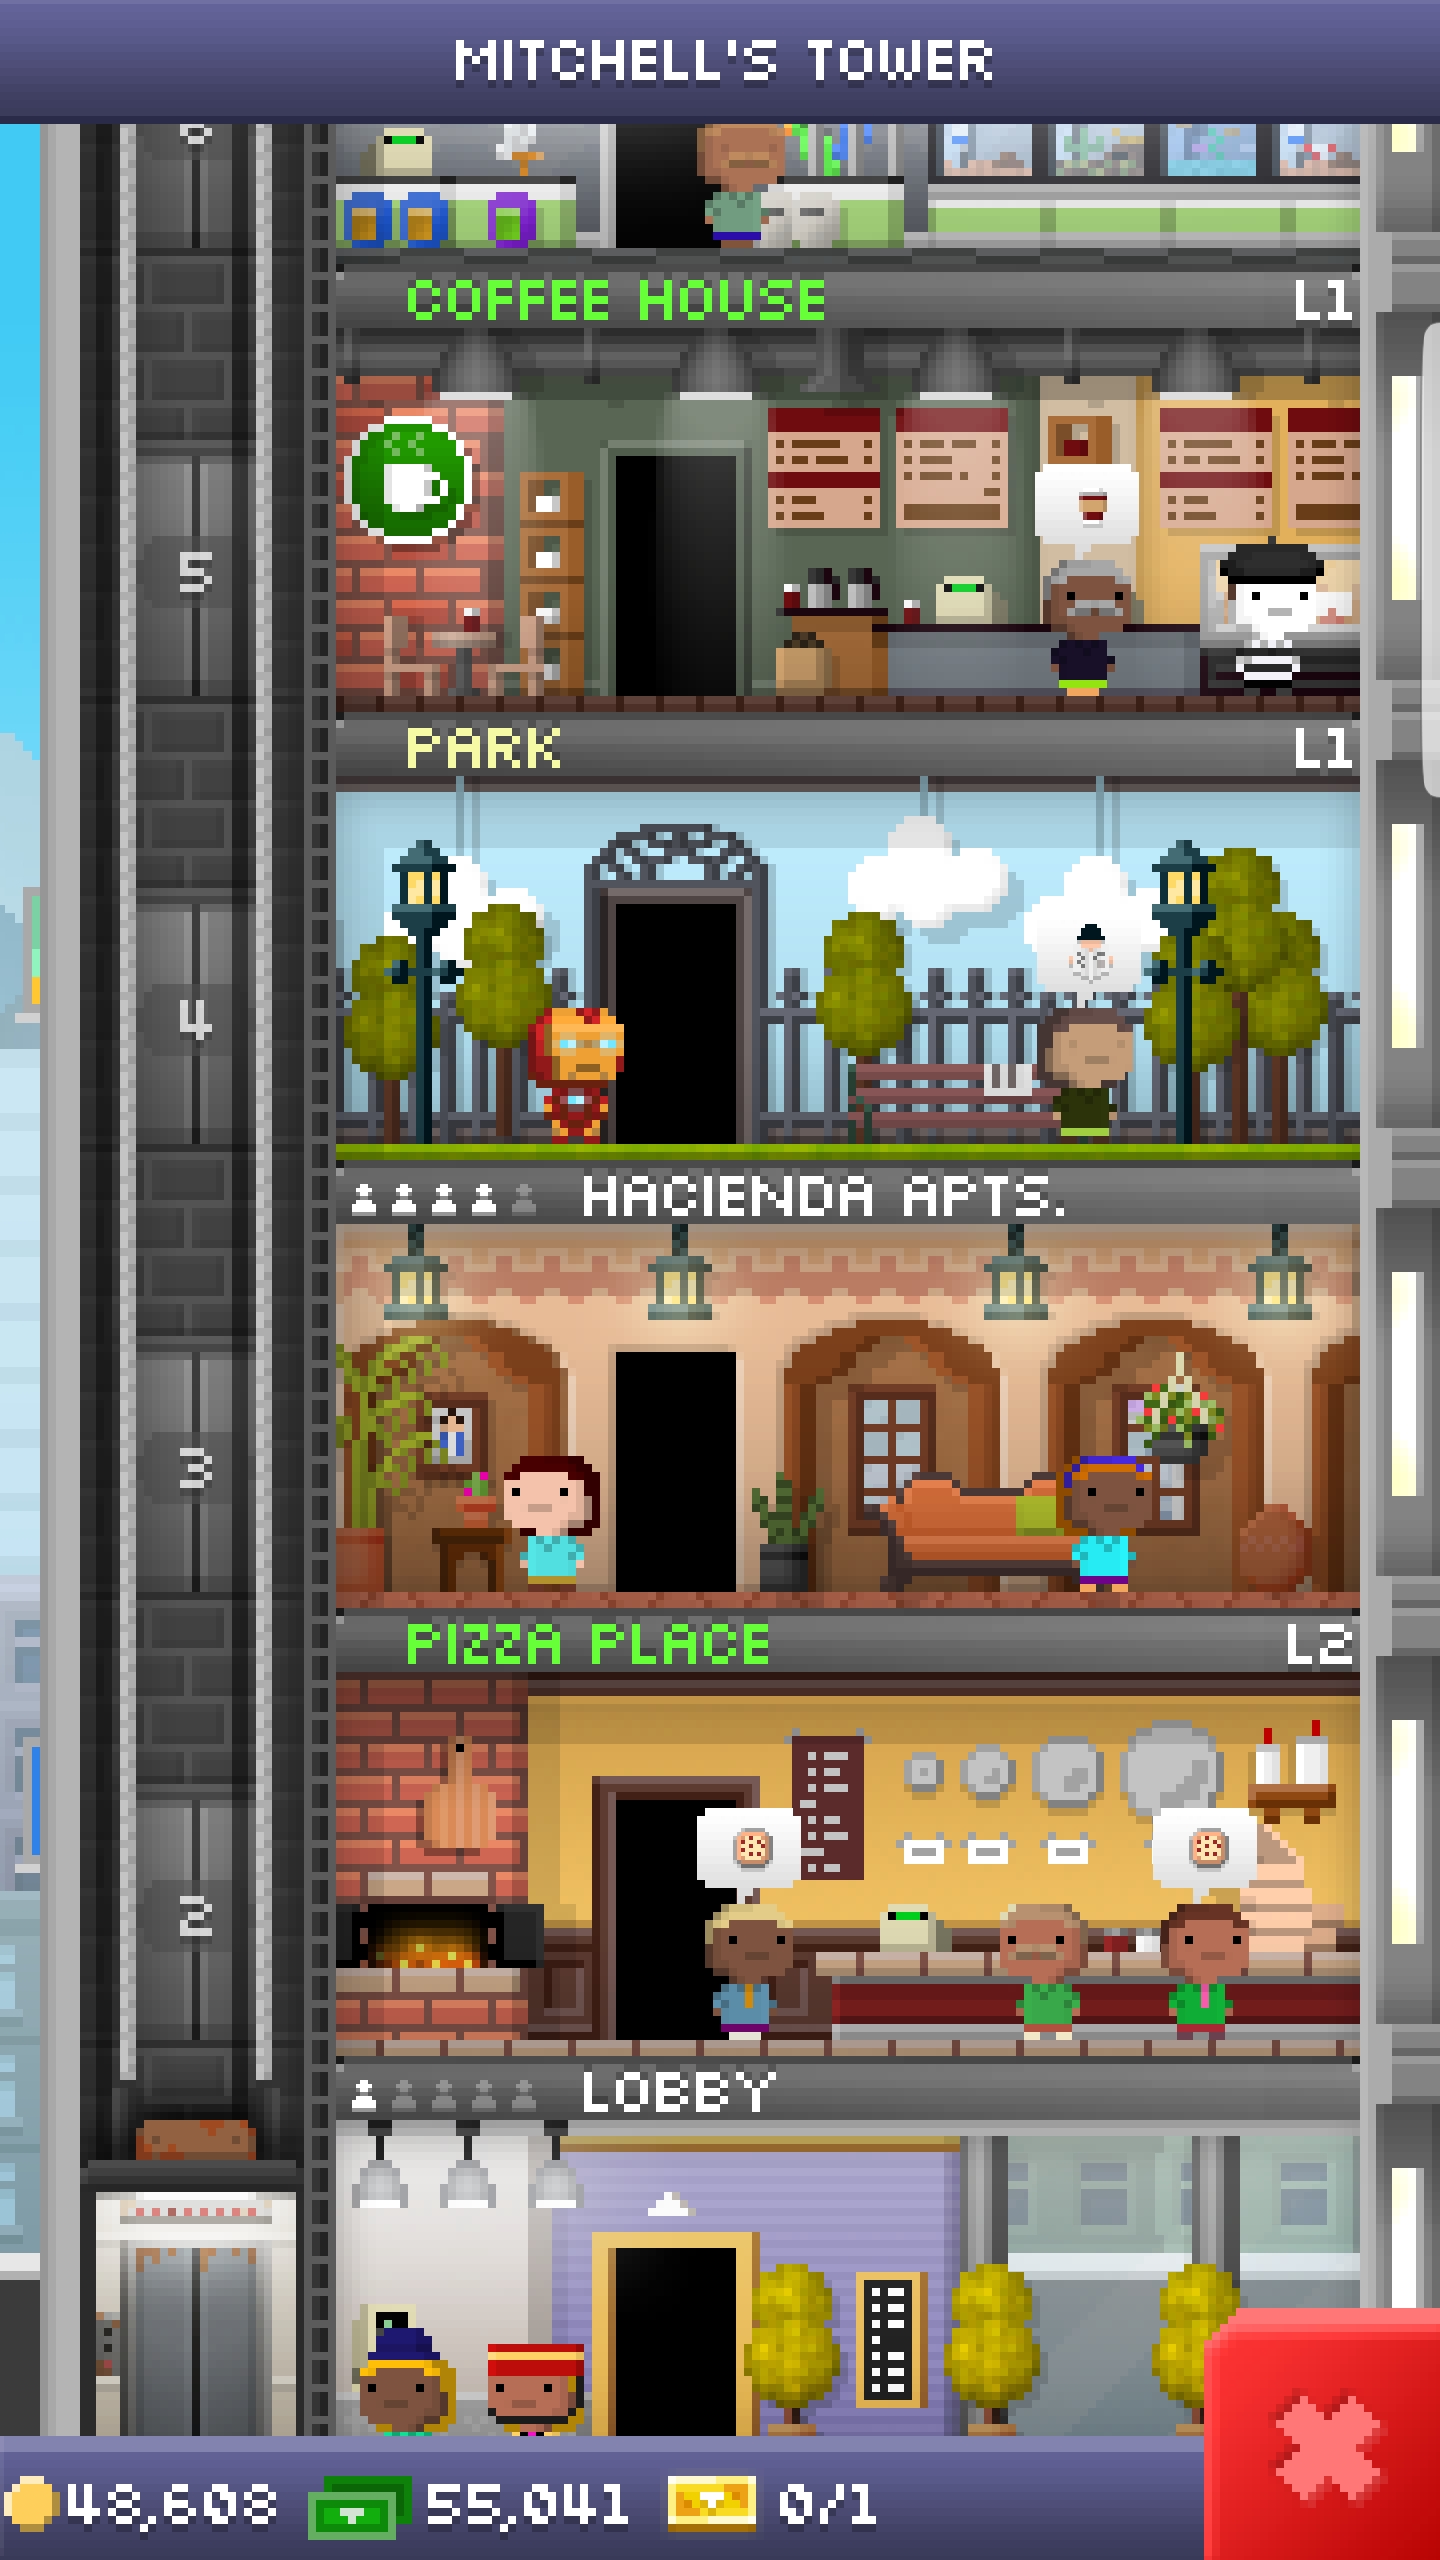 MITCHELL'S TOWER
COFFEE HOUSE L1
5
PARK L1
4
HACIENDA APTS.
3
PIZZA PLACE L2
2
LOBBY
48,608 55,041 0/1